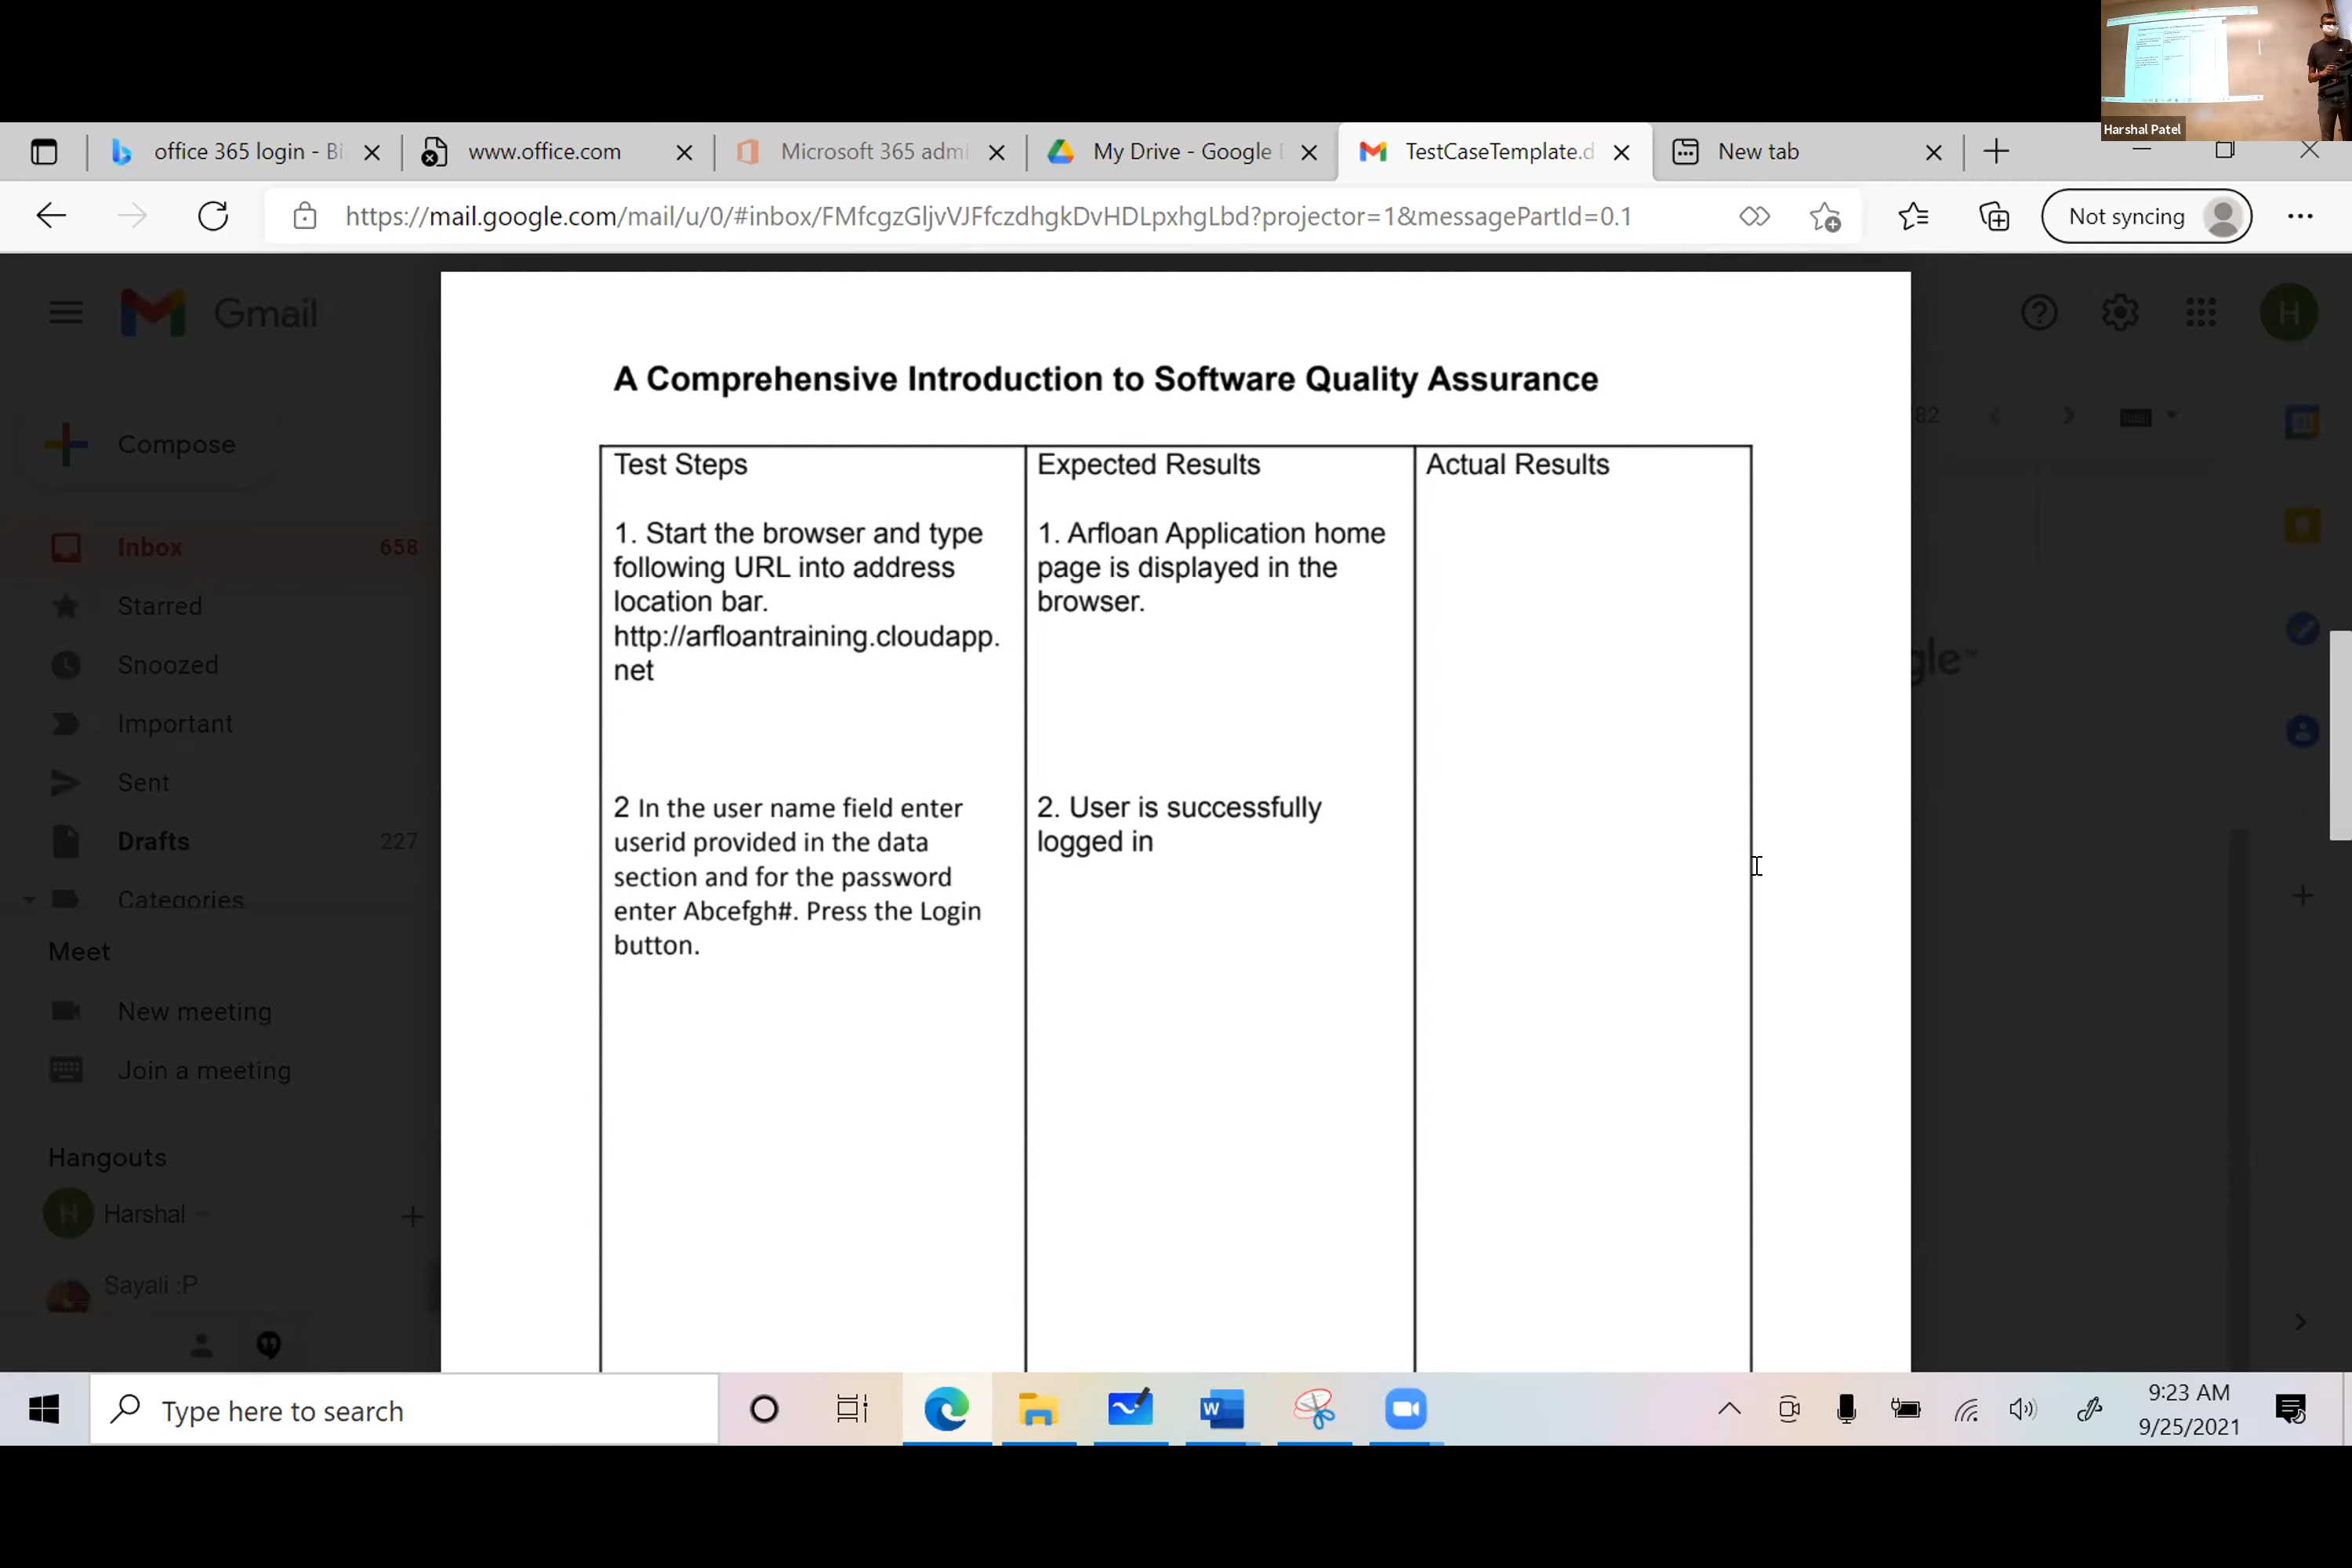 Harshal Patel
office 365 login - Bi
www.office.com
Microsoft 365 admi
My Drive - Google D
TestCaseTemplate.d
New tab
https://mail.google.com/mail/u/0/#inbox/FMfcgzGljvVJFfczdhgkDvHDLpxhgLbd?projector=1&messagePartId=0.1
Not syncing
Gmail
H
Compose
82
Inbox 658
Starred
Snoozed
Important
Sent
Drafts 227
Categories
Meet
New meeting
Join a meeting
Hangouts
H Harshal
Sayali :P
gle™
A Comprehensive Introduction to Software Quality Assurance
Test Steps
1. Start the browser and type
following URL into address
location bar.
http://arfloantraining.cloudapp.
net
2 In the user name field enter
userid provided in the data
section and for the password
enter Abcefgh#. Press the Login
button.
Expected Results
1. Arfloan Application home
page is displayed in the
browser.
2. User is successfully
logged in
Actual Results
Type here to search
9:23 AM
9/25/2021